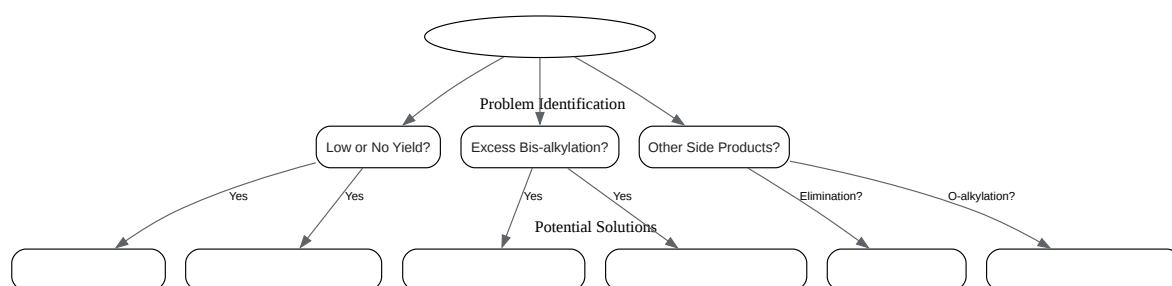 Problem Identification
Low or No Yield?
Excess Bis-alkylation?
Other Side Products?
Yes
Yes
Yes
Yes
Elimination?
O-alkylation?
Potential Solutions